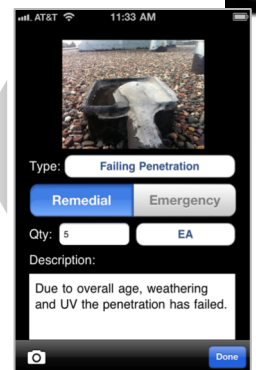 AT&T 11:33 AM
Type: Failing Penetration
Remedial Emergency
Qty: 5 EA
Description:
Due to overall age, weathering
and UV the penetration has failed.
Done